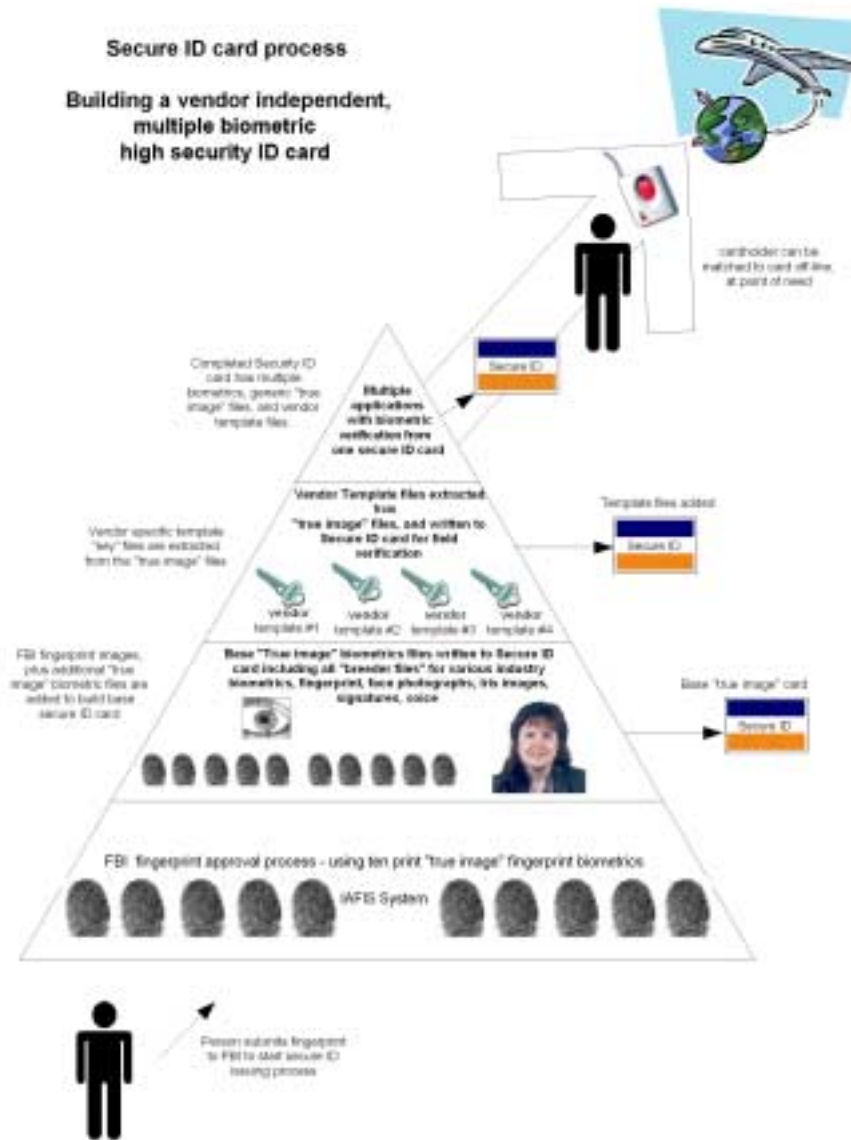 Secure ID card process
Building a vendor independent,
multiple biometric
high security ID card
cardholder can be
matched to card off-line,
at point of need
Completed Security ID
card has multiple
biometrics, generic "true
image" files, and vendor
template files
Secure ID
Multiple
applications
with biometric
verification from
one secure ID card
Vendor Template files extracted
"true image" files, and written to
Secure ID card for field
verification
Template files added
Secure ID
Vendor specific template
"key" files are extracted
from the "true image" files
vendor
template #1
vendor
template #2
vendor
template #3
vendor
template #4
FBI fingerprint images,
plus additional "true
image" biometric files are
added to build base
secure ID card
Base "True image" biometrics files written to Secure ID
card including all "breeder files" for various industry
biometrics, fingerprint, face photographs, iris images,
signatures, voice
Base "true image" card
Secure ID
FBI fingerprint approval process - using ten print "true image" fingerprint biometrics
IAFIS System
Person submits fingerprint
to FBI to start secure ID
issuing process